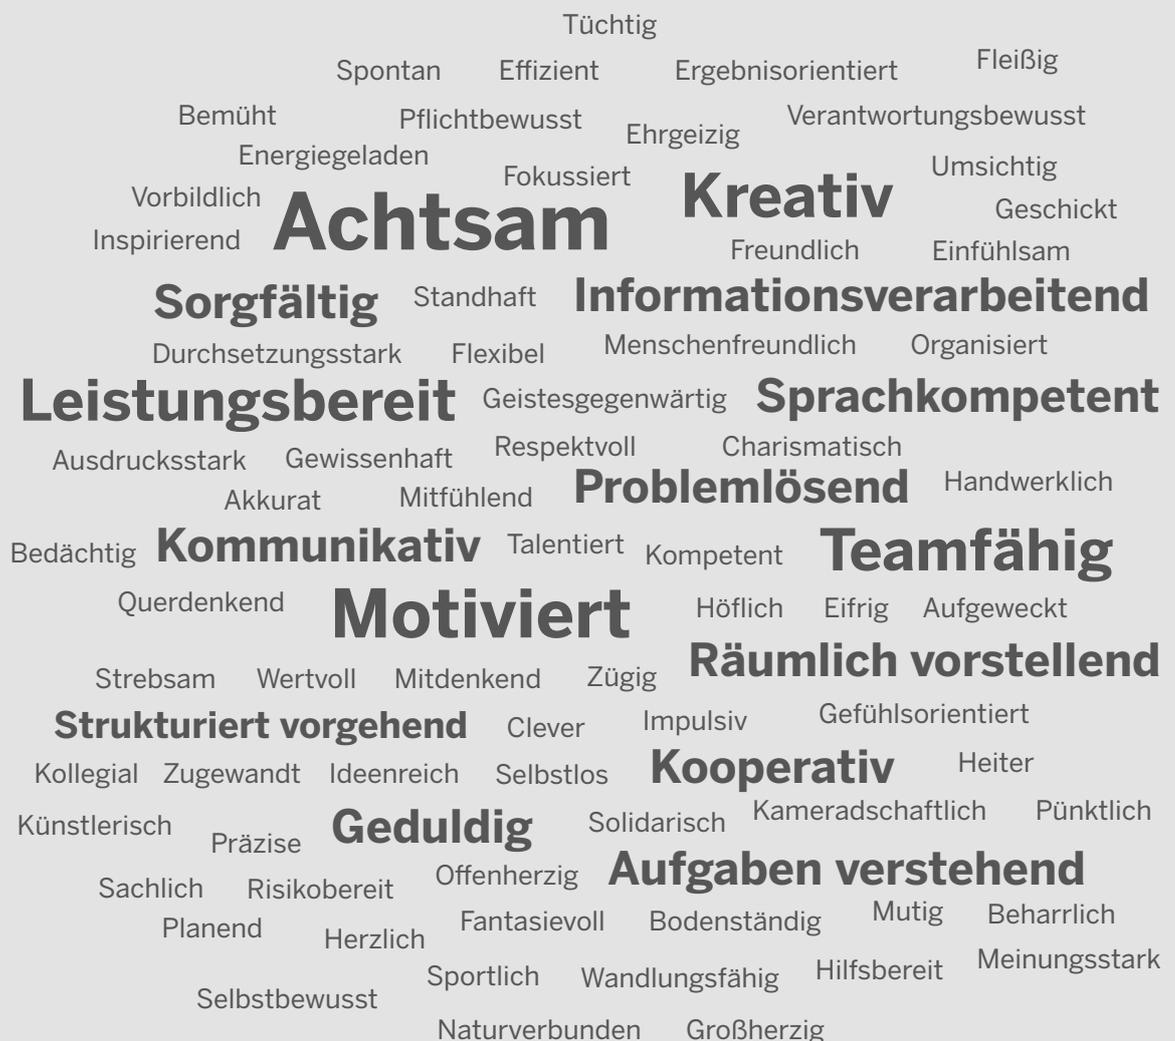 Tüchtig
Spontan Effizient Ergebnisorientiert Fleißig
Bemüht Pflichtbewusst Ehrgeizig Verantwortungsbewusst
Energiegeladen Fokussiert Umsichtig
Vorbildlich Achtsam Kreativ Geschickt
Inspirierend Freundlich Einfühlsam
Sorgfältig Standhaft Informationsverarbeitend
Durchsetzungsstark Flexibel Menschenfreundlich Organisiert
Leistungsbereit Geistesgegenwärtig Sprachkompetent
Ausdrucksstark Gewissenhaft Respektvoll Charismatisch
Akkurat Mitfühlend Problemlösend Handwerklich
Bedächtig Kommunikativ Talentiert Kompetent Teamfähig
Querdenkend Motiviert Höflich Eifrig Aufgeweckt
Strebsam Wertvoll Mitdenkend Zügig Räumlich vorstellend
Strukturiert vorgehend Clever Impulsiv Gefühlsorientiert
Kollegial Zugewandt Ideenreich Selbstlos Kooperativ Heiter
Künstlerisch Präzise Geduldig Solidarisch Kameradschaftlich Pünktlich
Sachlich Risikobereit Offenherzig Aufgaben verstehend
Planend Herzlich Fantasievoll Bodenständig Mutig Beharrlich
Sportlich Wandlungsfähig Hilfsbereit Meinungsstark
Selbstbewusst
Naturverbunden Großherzig